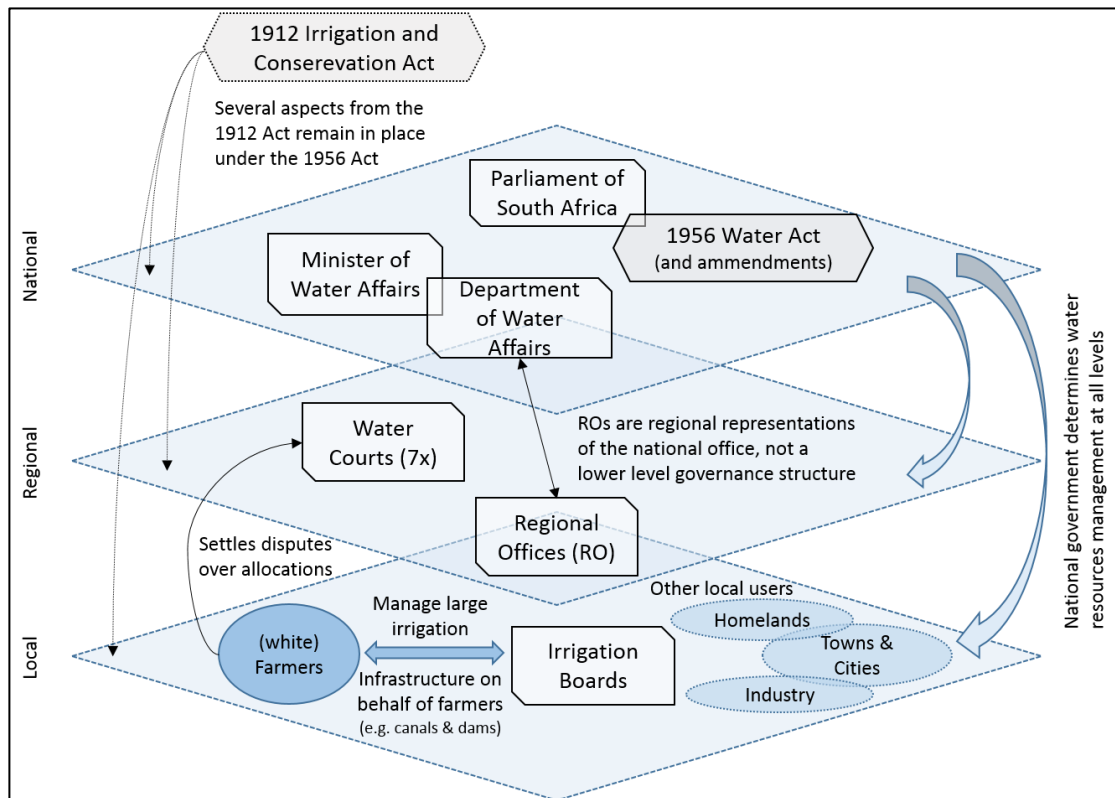 1912 Irrigation and
Conserevation Act
Several aspects from the
1912 Act remain in place
under the 1956 Act
National
Parliament of
South Africa
1956 Water Act
(and ammendments)
Minister of
Water Affairs
Department
of Water
Affairs
National government determines water
resources management at all levels
Regional
Water
Courts (7x)
ROs are regional representations
of the national office, not a
lower level governance structure
Regional
Offices (RO)
Settles disputes
over allocations
Local
(white)
Farmers
Manage large
irrigation
Infrastructure on
behalf of farmers
(e.g. canals & dams)
Irrigation
Boards
Other local users
Homelands
Towns &
Cities
Industry